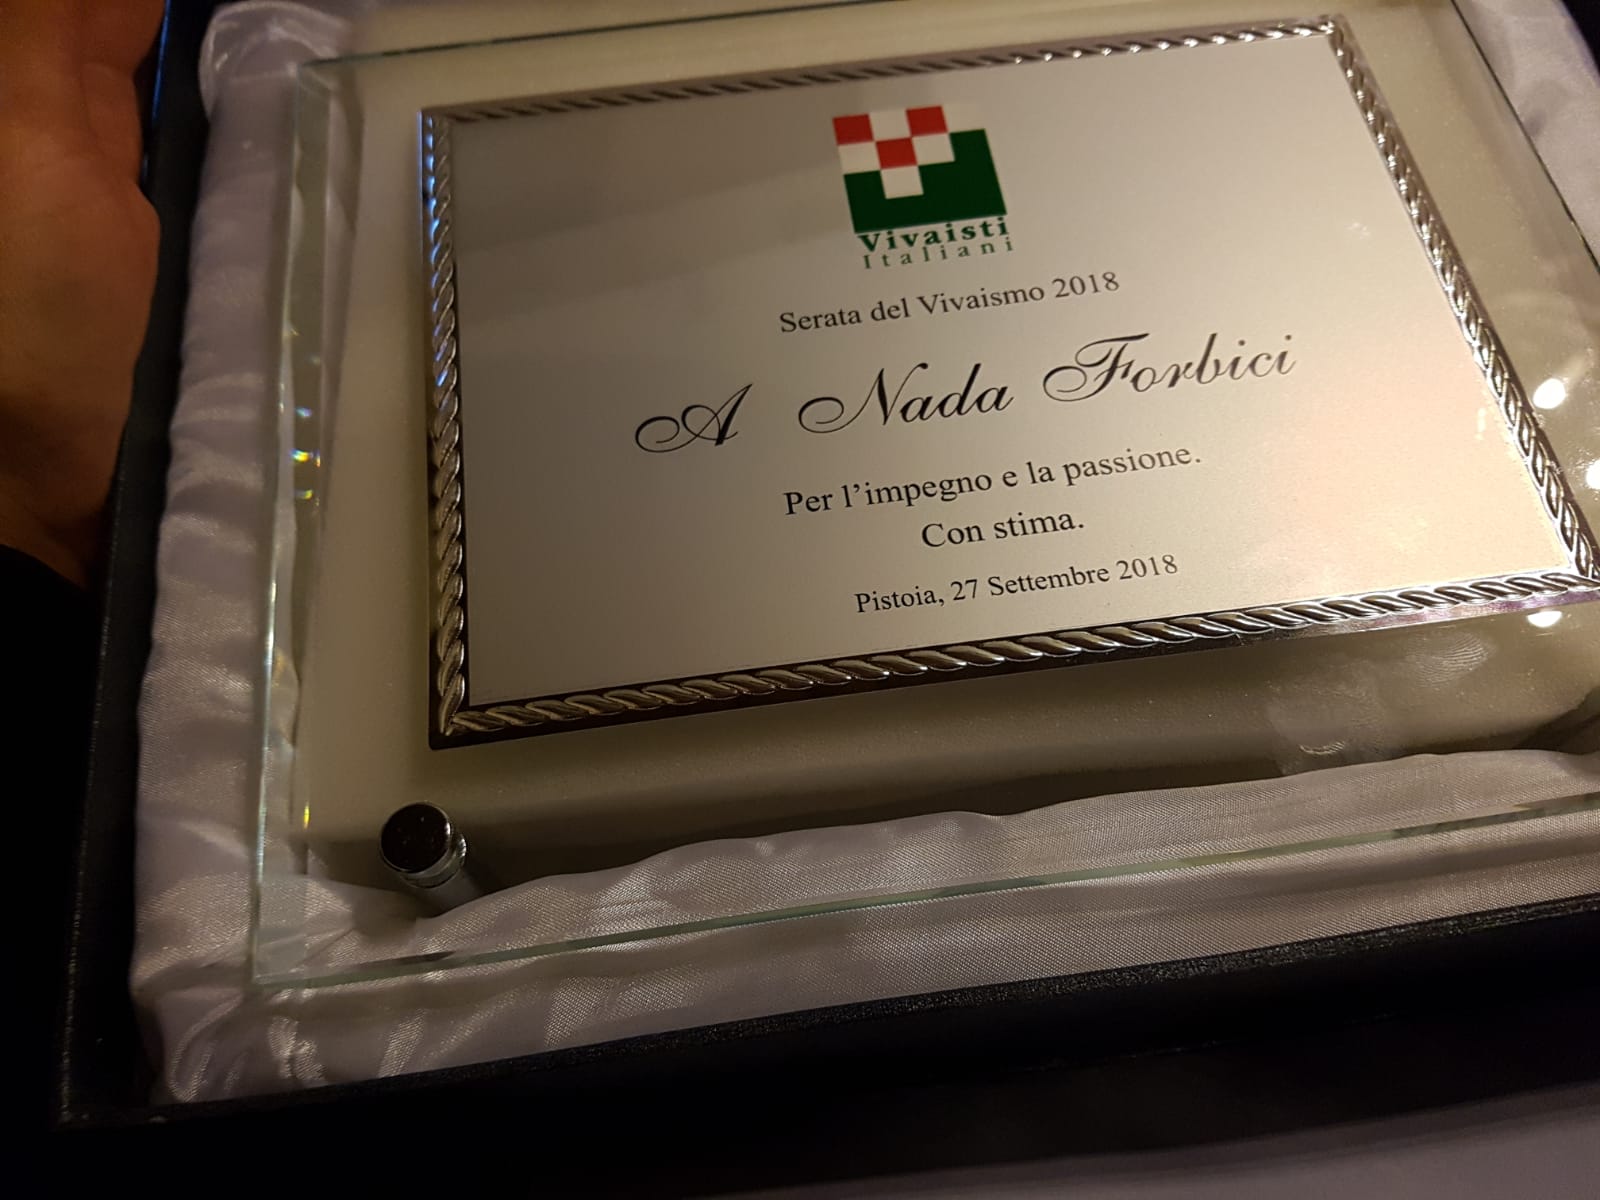 Vivaisti
Italiani
Serata del Vivaismo 2018
A Nada Forbici
Per l'impegno e la passione.
Con stima.
Pistoia, 27 Settembre 2018